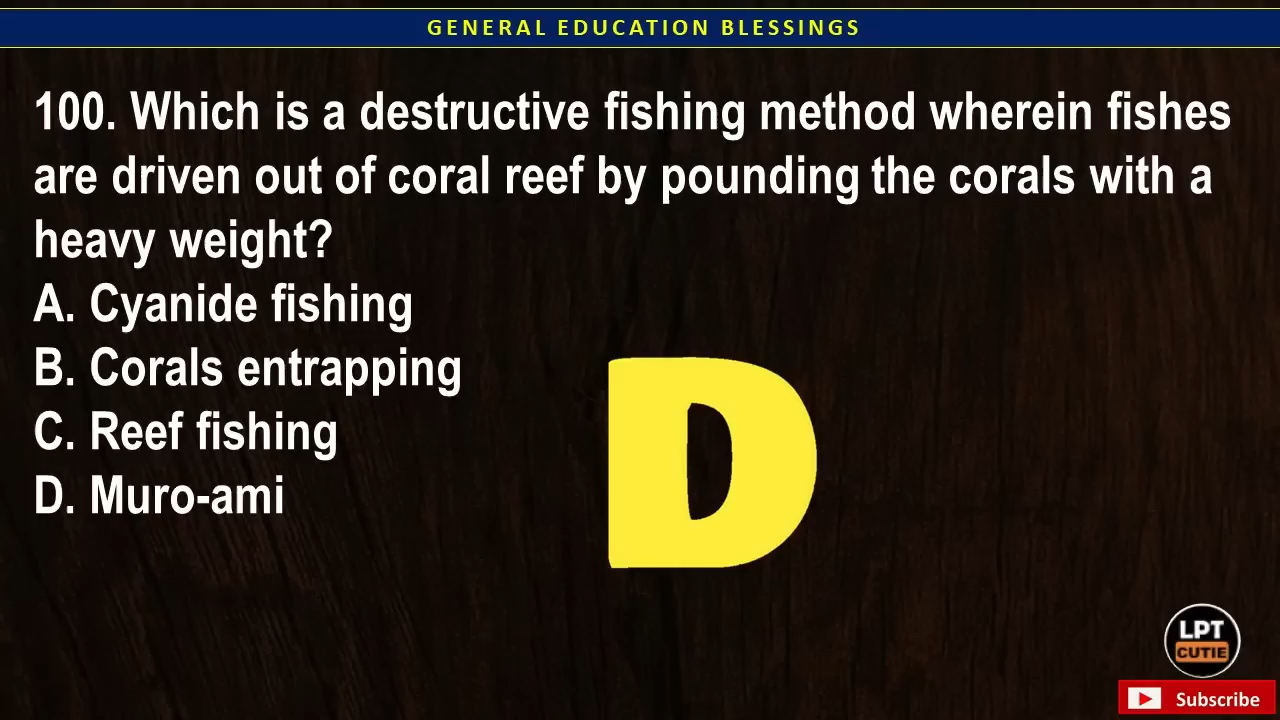 GENERAL EDUCATION BLESSINGS
100. Which is a destructive fishing method wherein fishes
are driven out of coral reef by pounding the corals with a
heavy weight?
A. Cyanide fishing
B. Corals entrapping
C. Reef fishing
D. Muro-ami
D
LPT
CUTIE
Subscribe